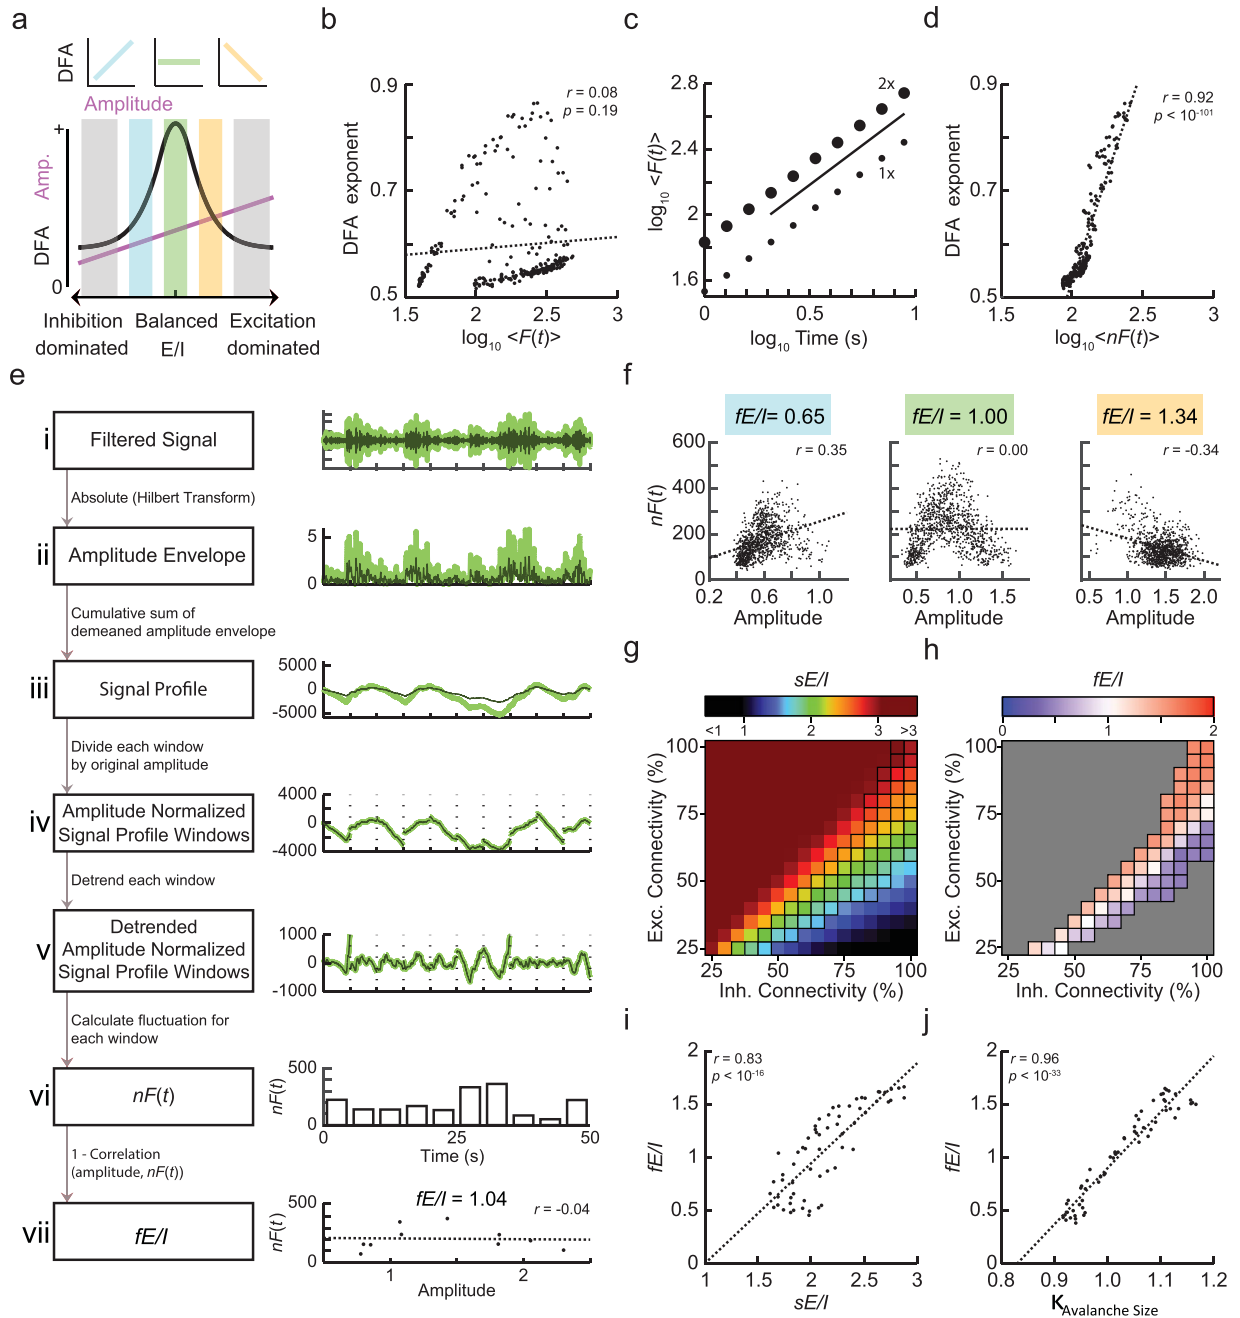 a
DFA
Amplitude
+
Amp.
DFA
0
Inhibition dominated
Balanced E/I
Excitation dominated
b
0.9
0.7
0.5
DFA exponent
r = 0.08
p = 0.19
1.5 2 2.5 3
log10 <F(t)>
c
2.8
2.4
2
1.6
log10 <F(t)>
2x
1x
0 0.5 1
log10 Time (s)
d
0.9
0.7
0.5
DFA exponent
r = 0.92
p < 10-101
1.5 2 2.5 3
log10<nF(t)>
e
i
Filtered Signal
Absolute (Hilbert Transform)
ii
Amplitude Envelope
5
0
Cumulative sum of
demeaned amplitude envelope
iii
Signal Profile
5000
0
-5000
Divide each window
by original amplitude
iv
Amplitude Normalized
Signal Profile Windows
4000
0
-4000
Detrend each window
v
Detrended
Amplitude Normalized
Signal Profile Windows
1000
0
-1000
Calculate fluctuation for
each window
vi
nF(t)
500
0
nF(t)
0 25 50
Time (s)
1 - Correlation
(amplitude, nF(t))
vii
fE/I
500
0
nF(t)
fE/I = 1.04
r = -0.04
1 2
Amplitude
f
fE/I= 0.65
fE/I = 1.00
fE/I = 1.34
600
400
200
0
nF(t)
r = 0.35
r = 0.00
r = -0.34
0.2 0.6 1.0
Amplitude
0.5 1.0 1.5
Amplitude
0.5 1.0 1.5 2.0
Amplitude
g
sE/I
<1 1 2 3 >3
100
75
50
25
Exc. Connectivity (%)
25 50 75 100
Inh. Connectivity (%)
h
fE/I
0 1 2
100
75
50
25
Exc. Connectivity (%)
25 50 75 100
Inh. Connectivity (%)
i
2
1.5
1
0.5
0
fE/I
r = 0.83
p < 10-16
1 1.5 2 2.5 3
sE/I
j
2
1.5
1
0.5
0
fE/I
r = 0.96
p < 10-33
0.8 0.9 1.0 1.1 1.2
κAvalanche Size